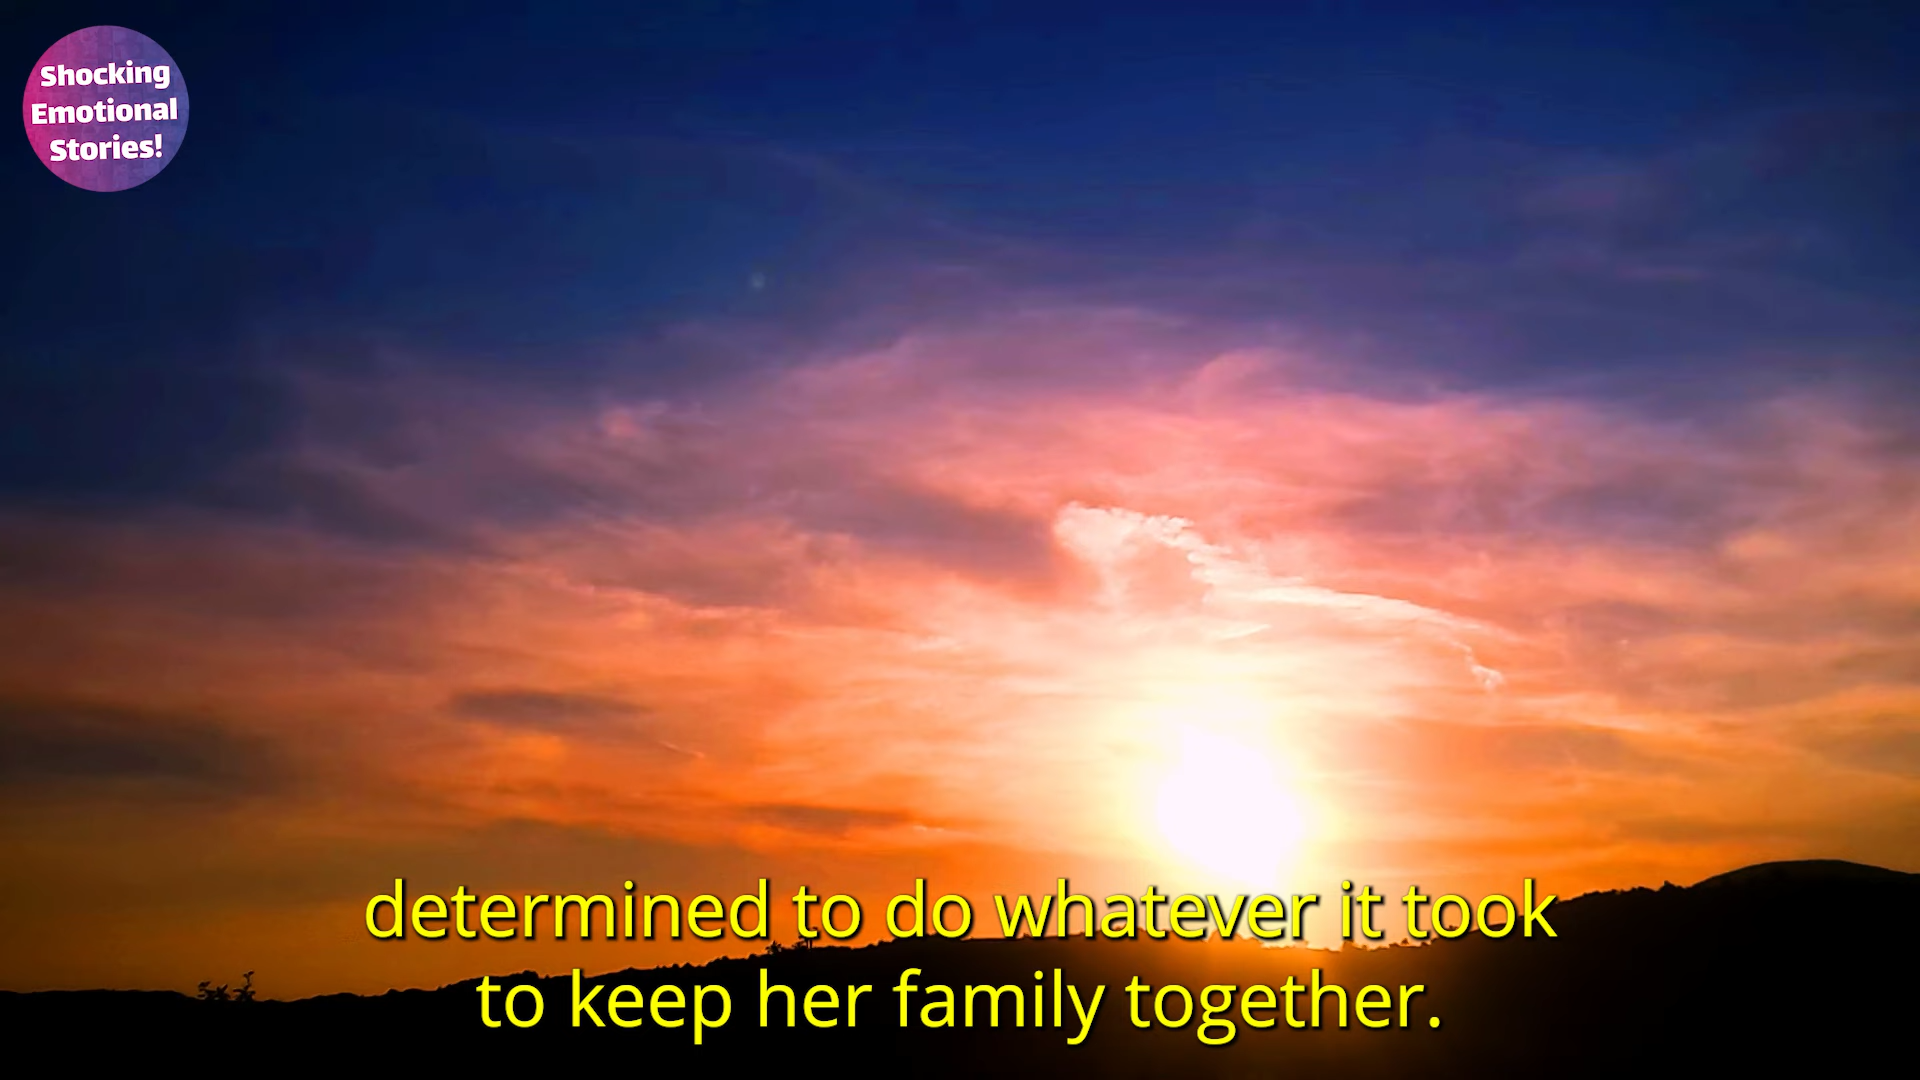 Shocking
Emotional
Stories!
determined to do whatever it took
to keep her family together.